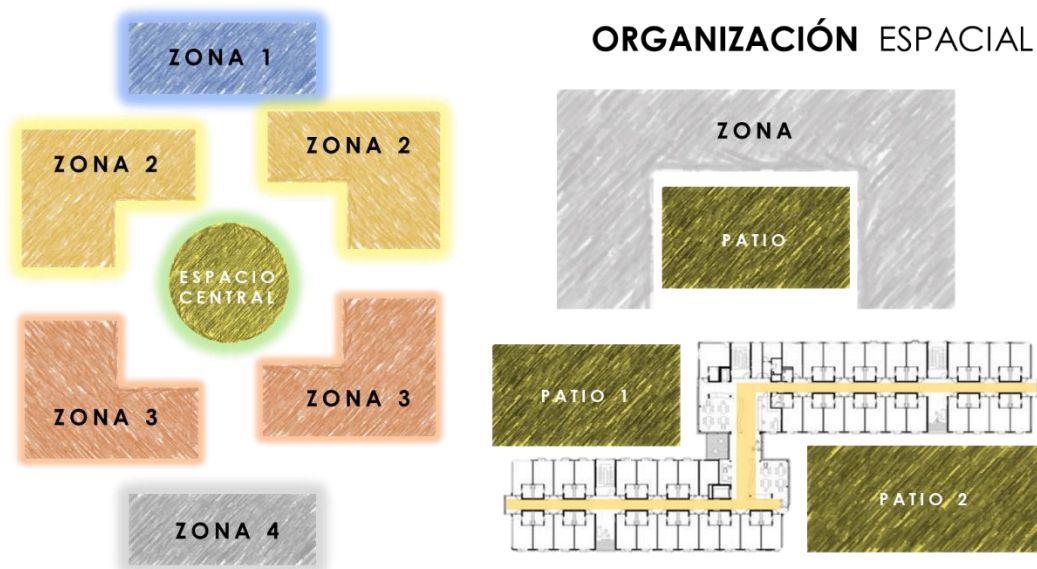 ORGANIZACIÓN ESPACIAL
ZONA 1
ZONA 2
ZONA 2
ESPACIO
CENTRAL
ZONA 3
ZONA 3
ZONA 4
ZONA
PATIO
PATIO 1
PATIO 2